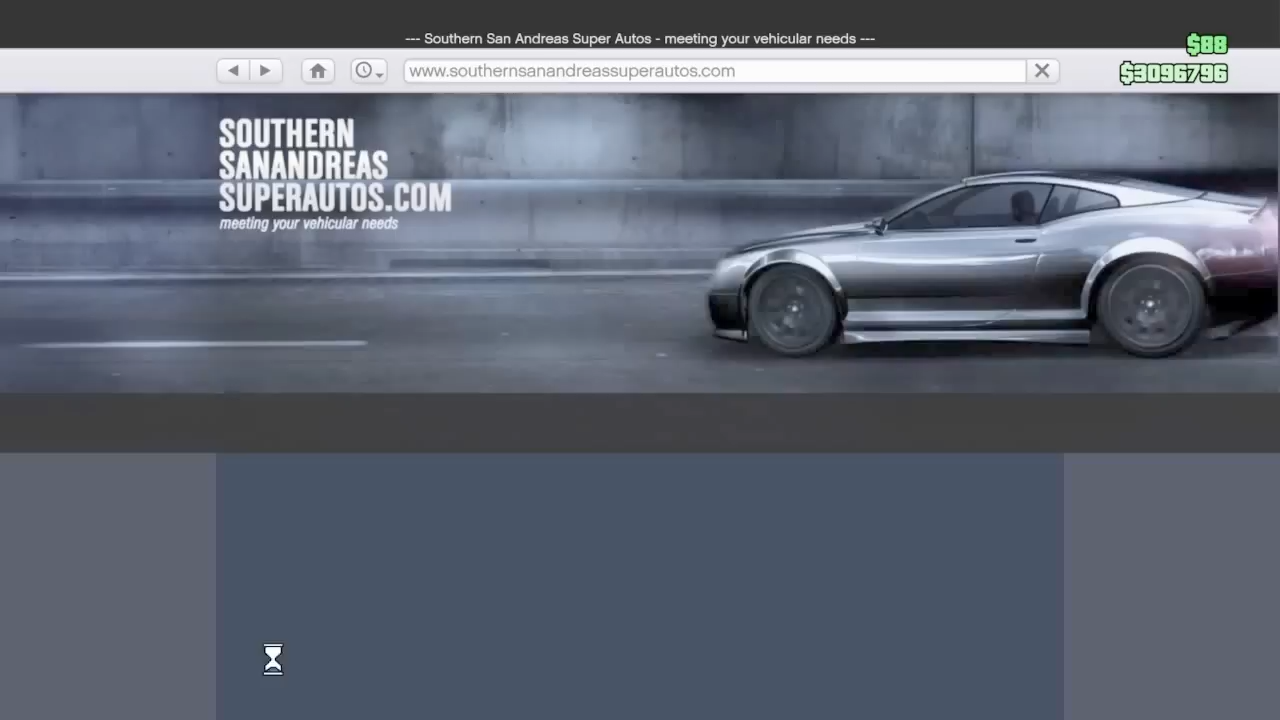 --- Southern San Andreas Super Autos - meeting your vehicular needs ---
$88
www.southernsanandreassuperautos.com
$3096796
SOUTHERN
SANANDREAS
SUPERAUTOS.COM
meeting your vehicular needs